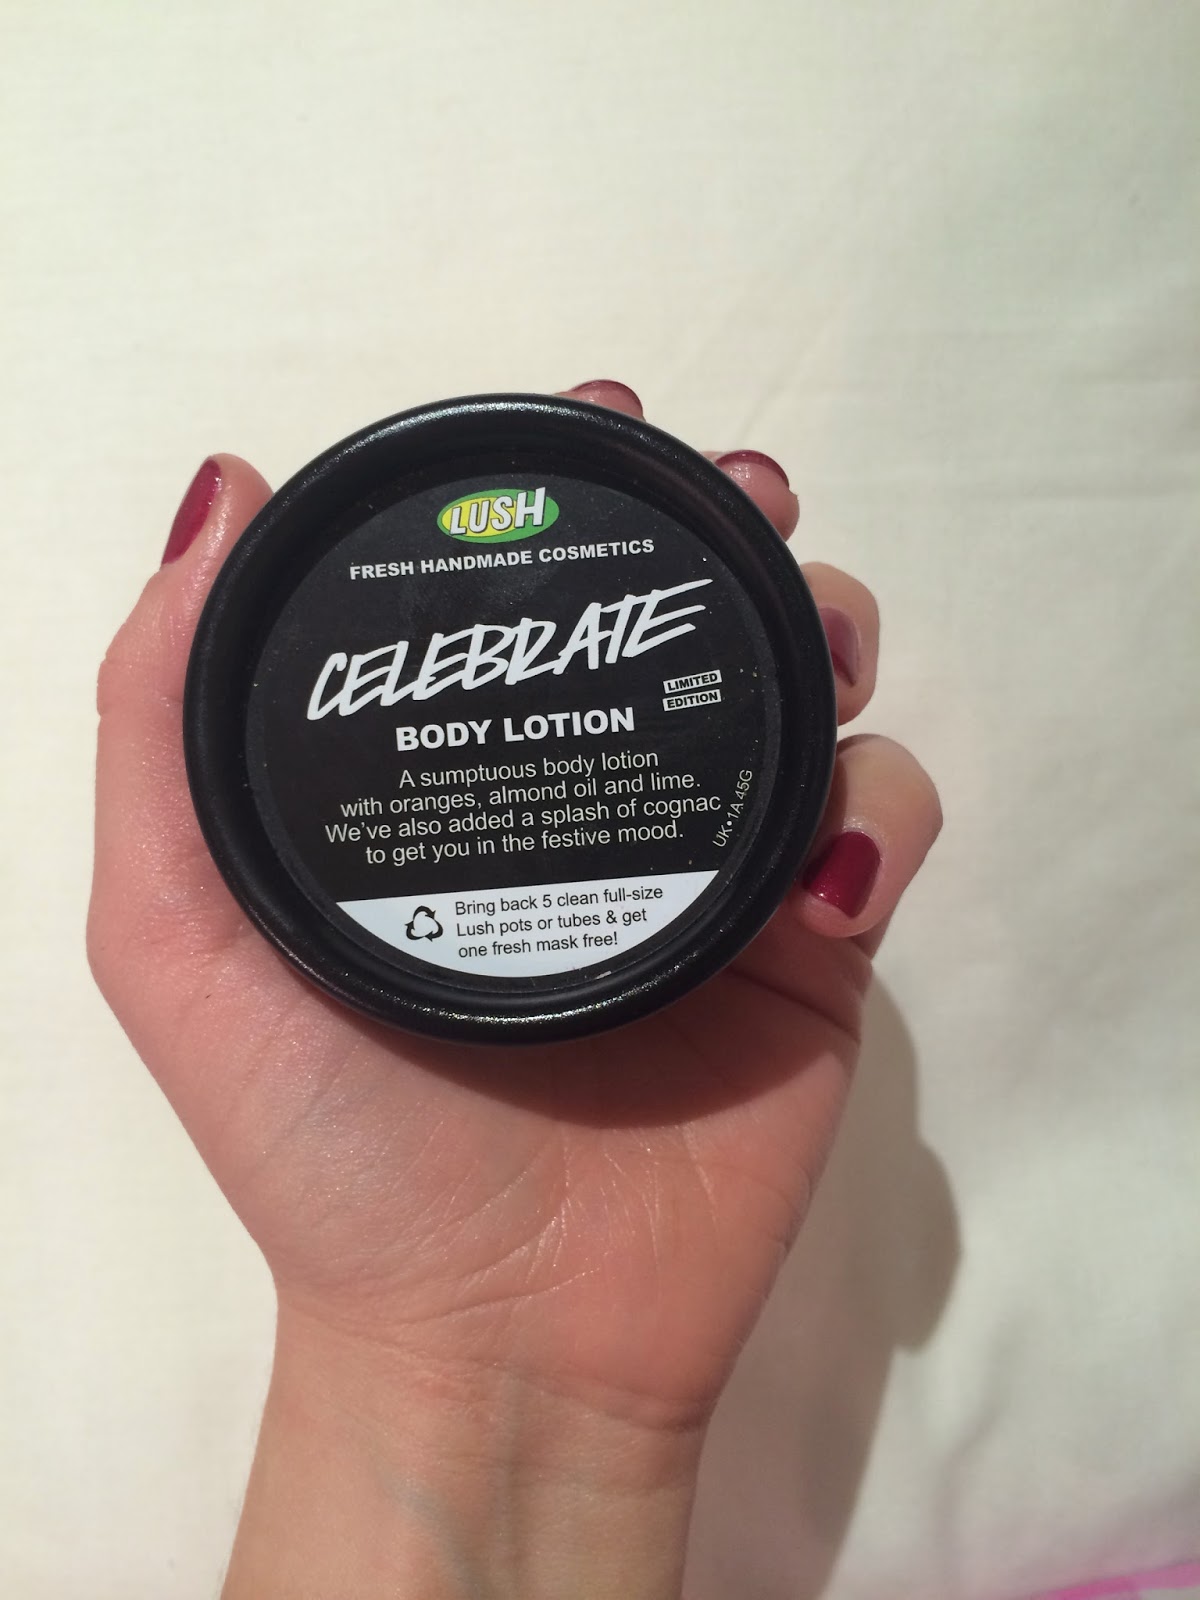 LUSH
FRESH HANDMADE COSMETICS
CELEBRATE
LIMITED
EDITION
BODY LOTION
A sumptuous body lotion
with oranges, almond oil and lime.
We've also added a splash of cognac
to get you in the festive mood.
UK•1A 45G
Bring back 5 clean full-size
Lush pots or tubes & get
one fresh mask free!